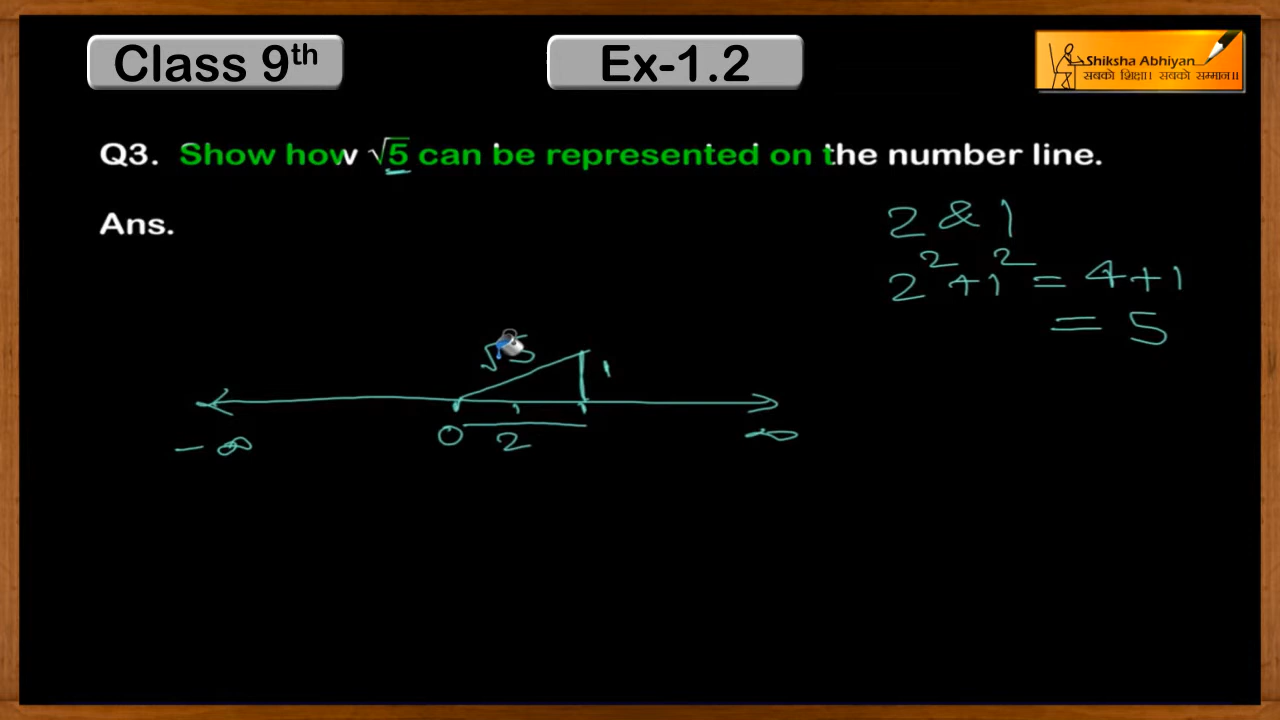 Class 9th
Ex-1.2
Shiksha Abhiyan
सबको शिक्षा। सबको सम्मान।।
Q3. Show how √5 can be represented on the number line.
Ans.
2 & 1
2² + 1² = 4 + 1
= 5
√5
1
0
2
- ∞
∞